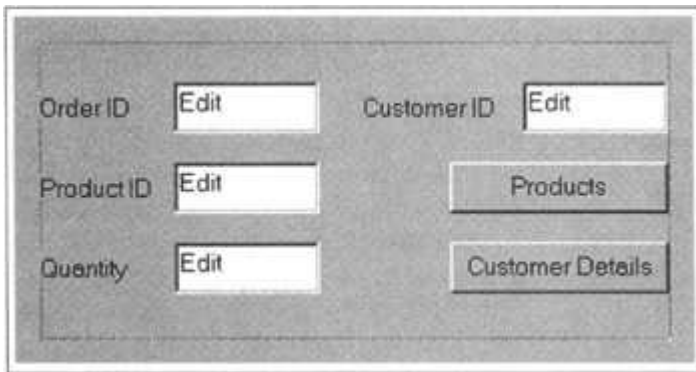 Order ID Edit Customer ID Edit
Product ID Edit Products
Quantity Edit Customer Details